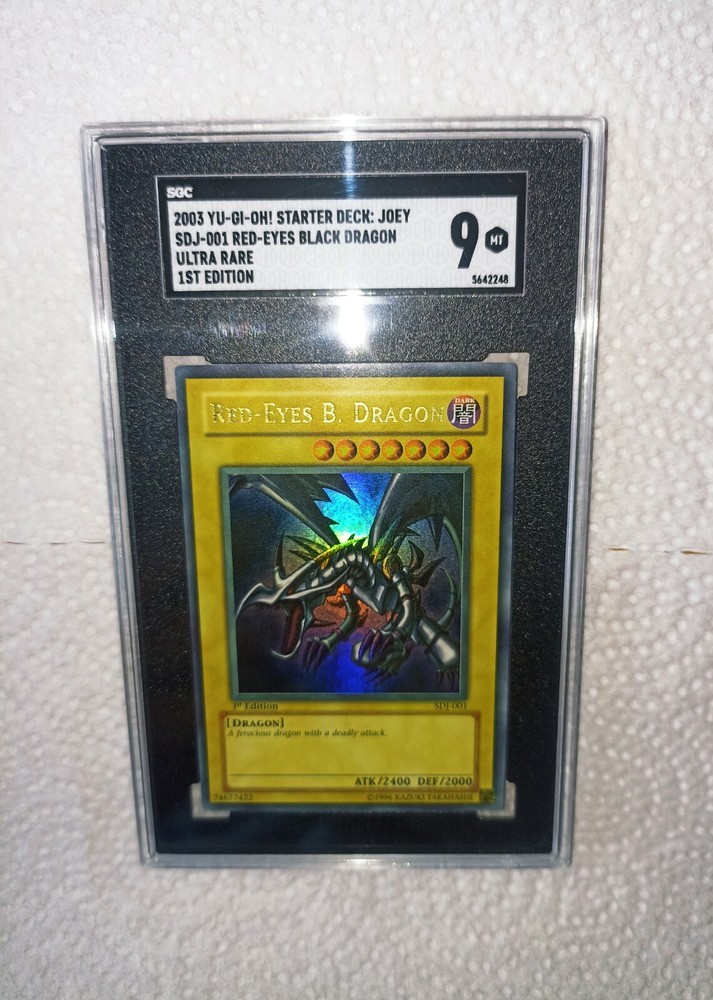 SGC
2003 YU-GI-OH! STARTER DECK: JOEY
SDJ-001 RED-EYES BLACK DRAGON
ULTRA RARE
1ST EDITION
9 MT
5642248
RED-EYES B. DRAGON
DARK
闇
1st Edition SDJ-001
[DRAGON]
A ferocious dragon with a deadly attack.
ATK/2400 DEF/2000
74677422 ©1996 KAZUKI TAKAHASHI